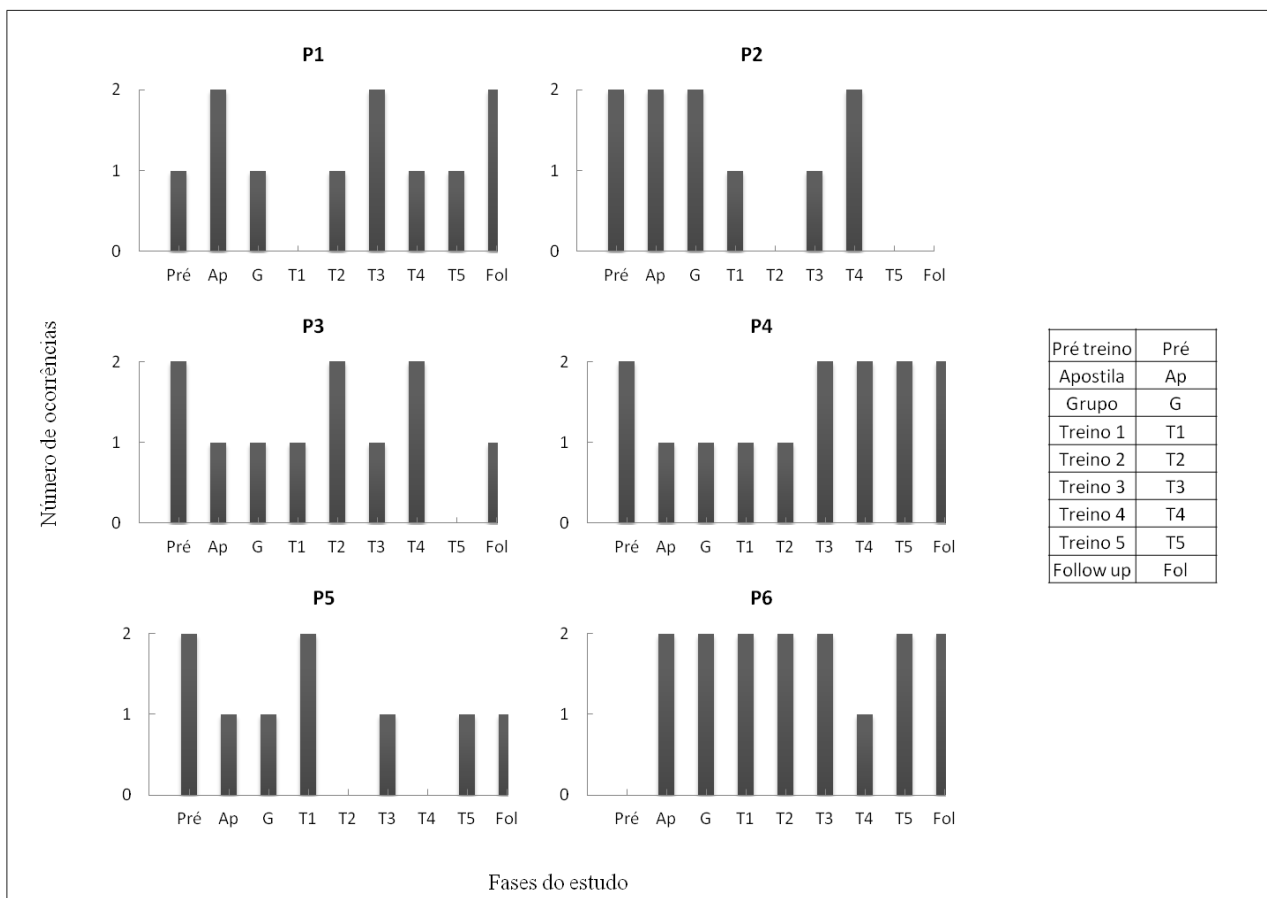 P1
2
1
0
Pré Ap G T1 T2 T3 T4 T5 Fol
P2
2
1
0
Pré Ap G T1 T2 T3 T4 T5 Fol
Número de ocorrências
P3
2
1
0
Pré Ap G T1 T2 T3 T4 T5 Fol
P4
2
1
0
Pré Ap G T1 T2 T3 T4 T5 Fol
P5
2
1
0
Pré Ap G T1 T2 T3 T4 T5 Fol
P6
2
1
0
Pré Ap G T1 T2 T3 T4 T5 Fol
Fases do estudo
Pré treino Pré
Apostila Ap
Grupo G
Treino 1 T1
Treino 2 T2
Treino 3 T3
Treino 4 T4
Treino 5 T5
Follow up Fol